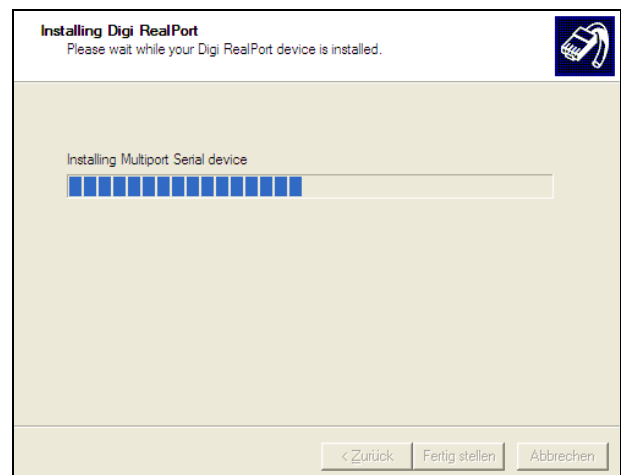 Installing Digi RealPort
Please wait while your Digi RealPort device is installed.
Installing Multiport Serial device
< Zurück
Fertig stellen
Abbrechen